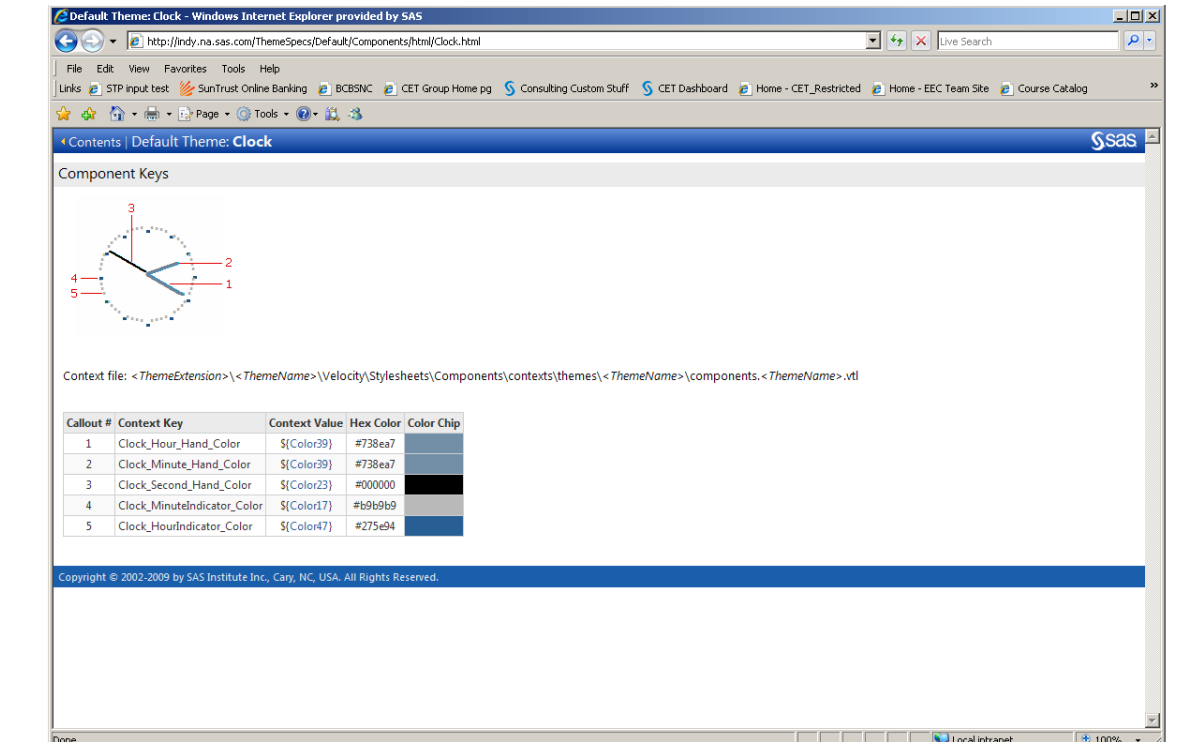 Default Theme: Clock - Windows Internet Explorer provided by SAS
http://indy.na.sas.com/ThemeSpecs/Default/Components/html/Clock.html
Live Search
File Edit View Favorites Tools Help
Links STP input test SunTrust Online Banking BCBSNC CET Group Home pg Consulting Custom Stuff CET Dashboard Home - CET_Restricted Home - EEC Team Site Course Catalog »
Page Tools
Contents | Default Theme: Clock
sas
Component Keys
3
2
4
1
5
Context file: <ThemeExtension>\<ThemeName>\Velocity\Stylesheets\Components\contexts\themes\<ThemeName>\components.<ThemeName>.vtl
Callout # Context Key Context Value Hex Color Color Chip
1 Clock_Hour_Hand_Color ${Color39} #738ea7
2 Clock_Minute_Hand_Color ${Color39} #738ea7
3 Clock_Second_Hand_Color ${Color23} #000000
4 Clock_MinuteIndicator_Color ${Color17} #b9b9b9
5 Clock_HourIndicator_Color ${Color47} #275e94
Copyright © 2002-2009 by SAS Institute Inc., Cary, NC, USA. All Rights Reserved.
Done Local intranet 100%